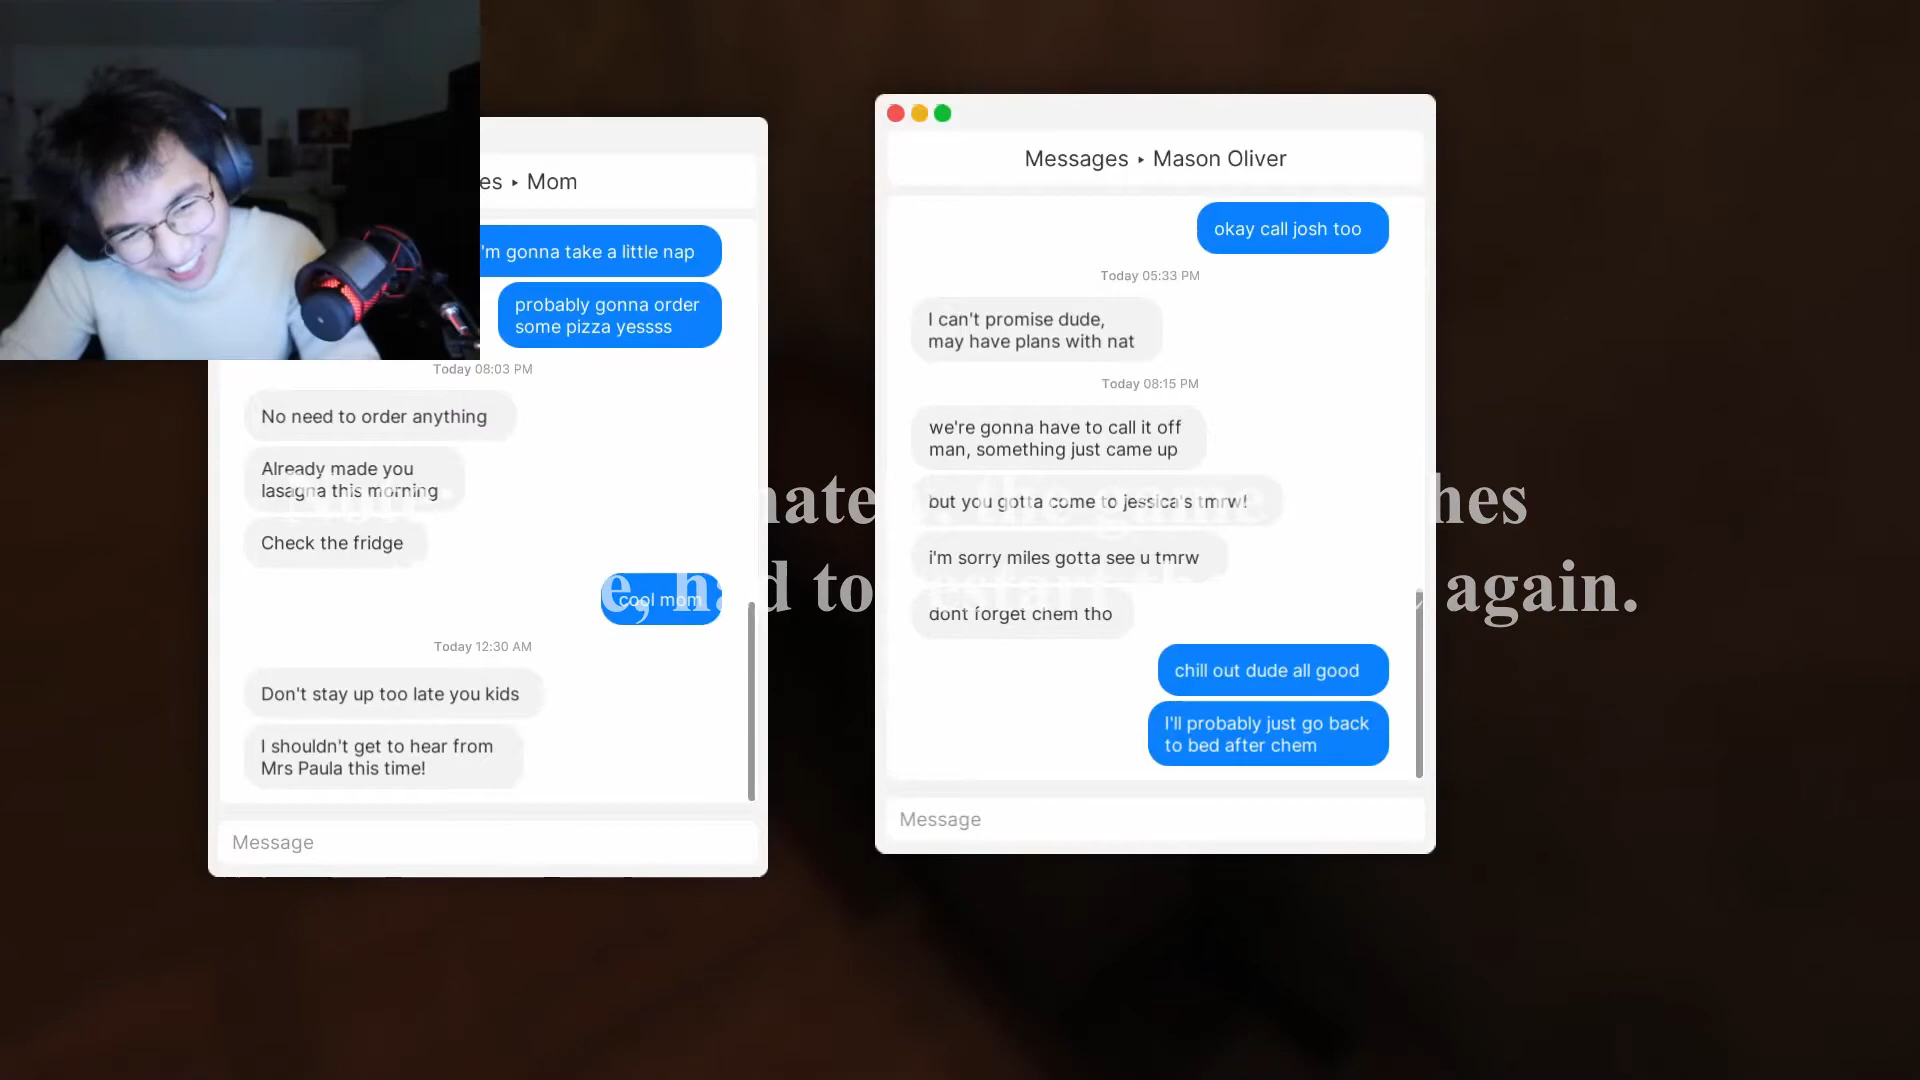 es ‣ Mom
'm gonna take a little nap
probably gonna order
some pizza yessss
Today 08:03 PM
No need to order anything
Already made you
lasagna this morning
Check the fridge
cool mom
Today 12:30 AM
Don't stay up too late you kids
I shouldn't get to hear from
Mrs Paula this time!
Message
Messages ‣ Mason Oliver
okay call josh too
Today 05:33 PM
I can't promise dude,
may have plans with nat
Today 08:15 PM
we're gonna have to call it off
man, something just came up
but you gotta come to jessica's tmrw!
i'm sorry miles gotta see u tmrw
dont forget chem tho
chill out dude all good
I'll probably just go back
to bed after chem
Message
the game
had to restart again.